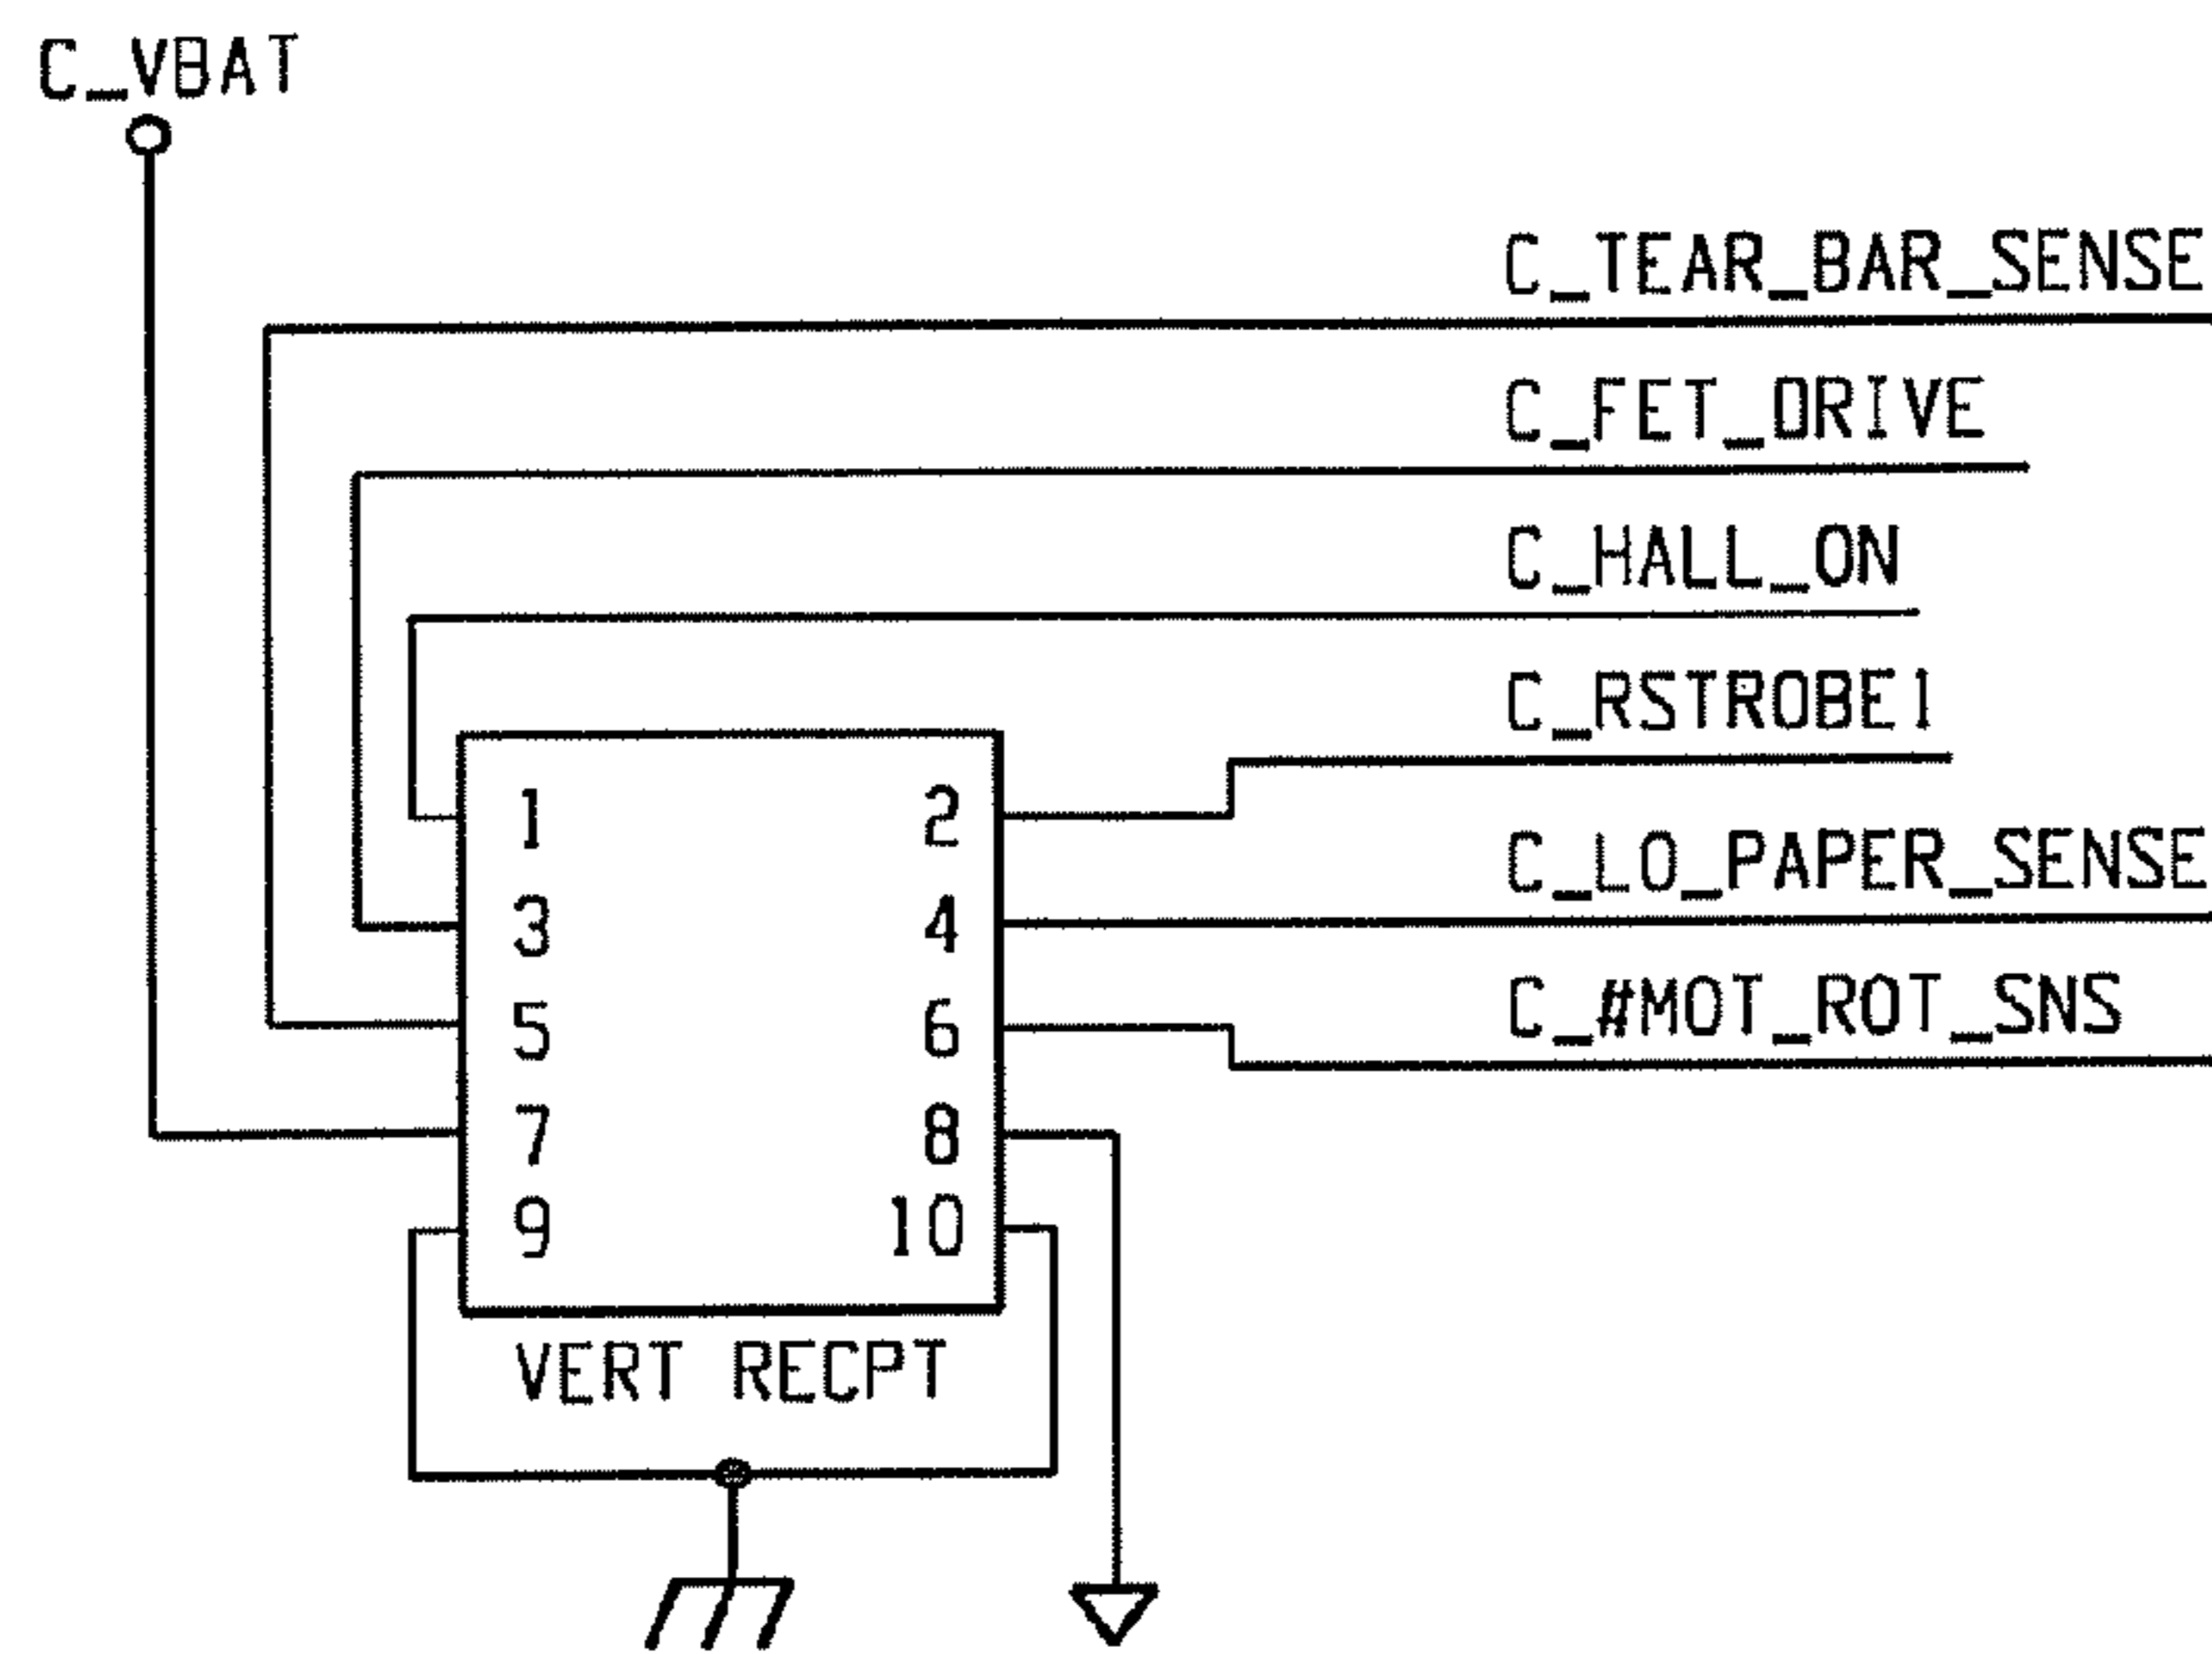 C_VBAT
C_TEAR_BAR_SENSE
C_FET_DRIVE
C_HALL_ON
C_RSTROBE1
1 2
C_LO_PAPER_SENSE
3 4
C_#MOT_ROT_SNS
5 6
7 8
9 10
VERT RECPT